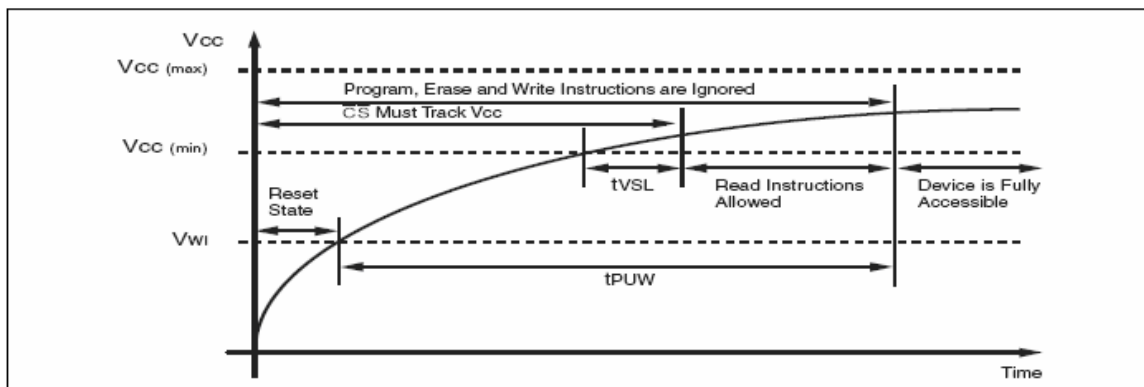 Vcc
Vcc (max)
Program, Erase and Write Instructions are Ignored
C̅S̅ Must Track Vcc
Vcc (min)
tVSL
Read Instructions
Allowed
Device is Fully
Accessible
Reset
State
VWI
tPUW
Time